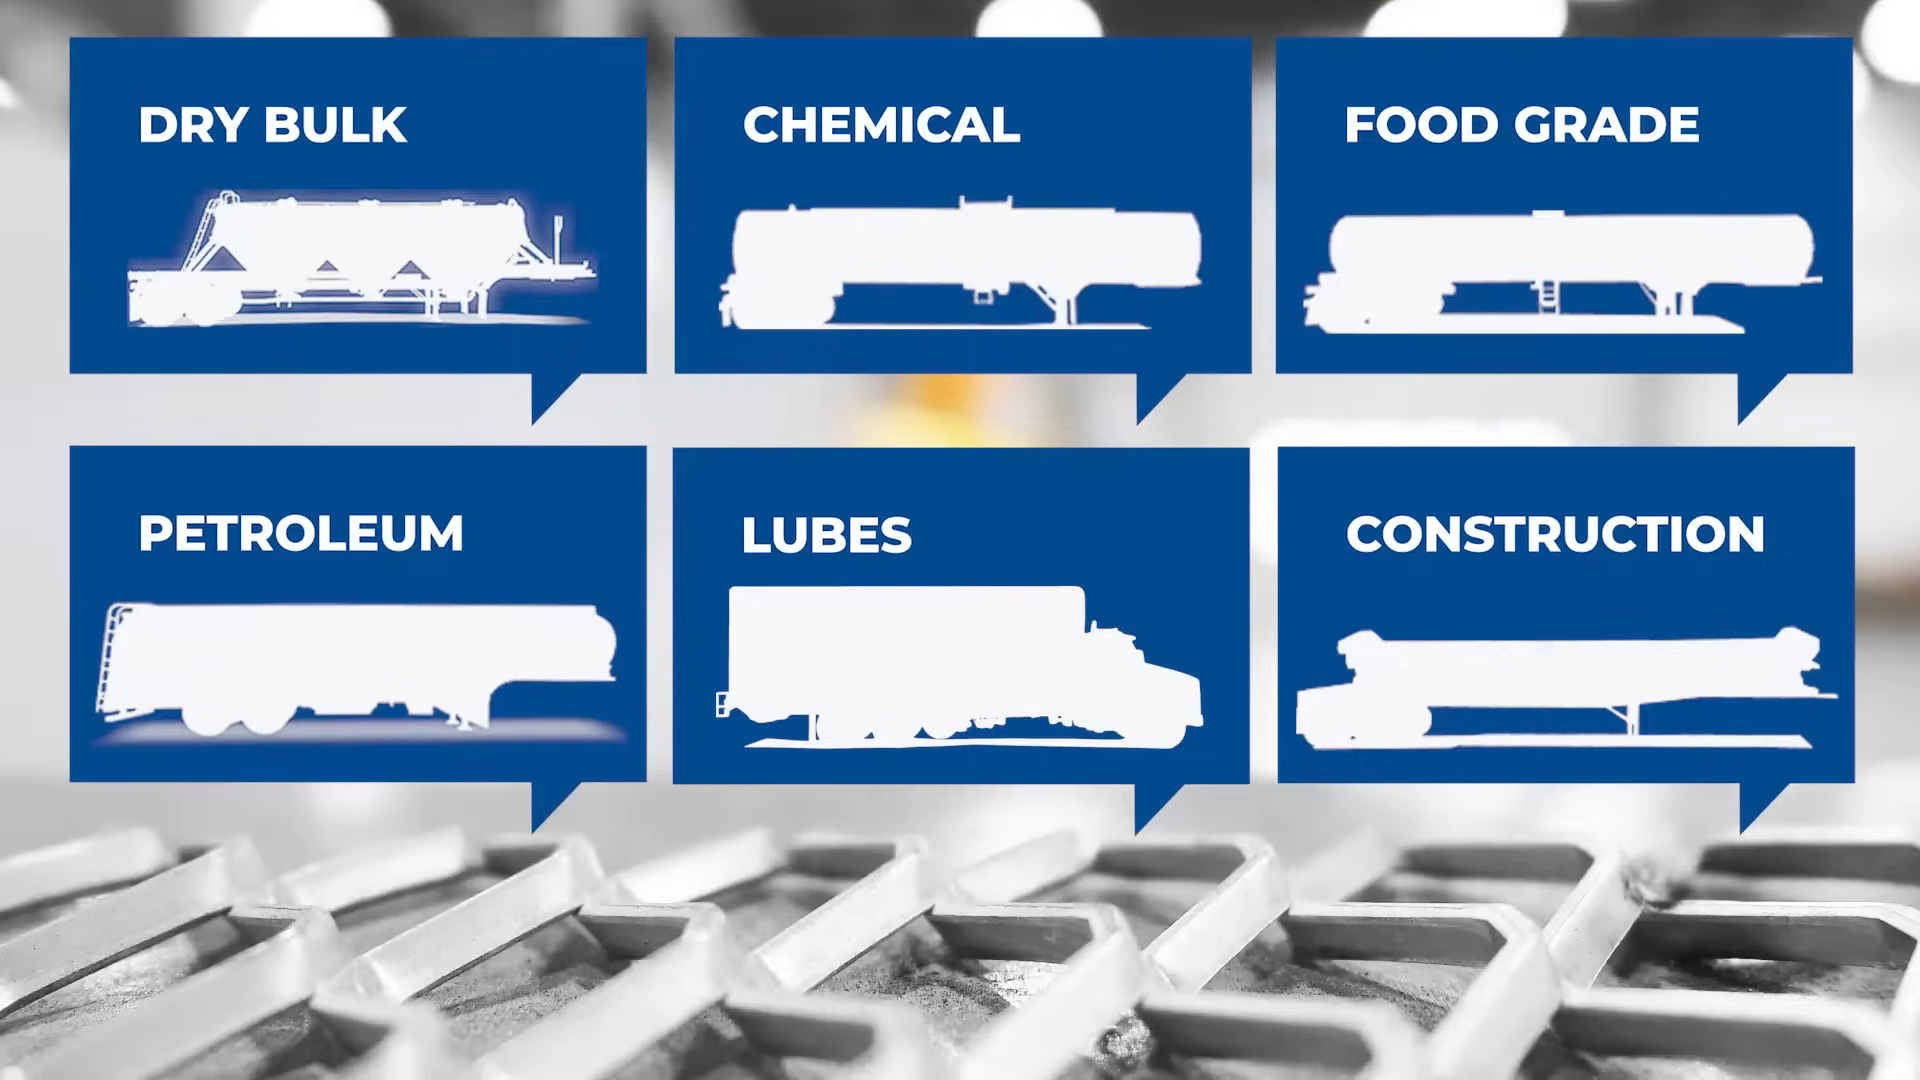 DRY BULK
CHEMICAL
FOOD GRADE
PETROLEUM
LUBES
CONSTRUCTION